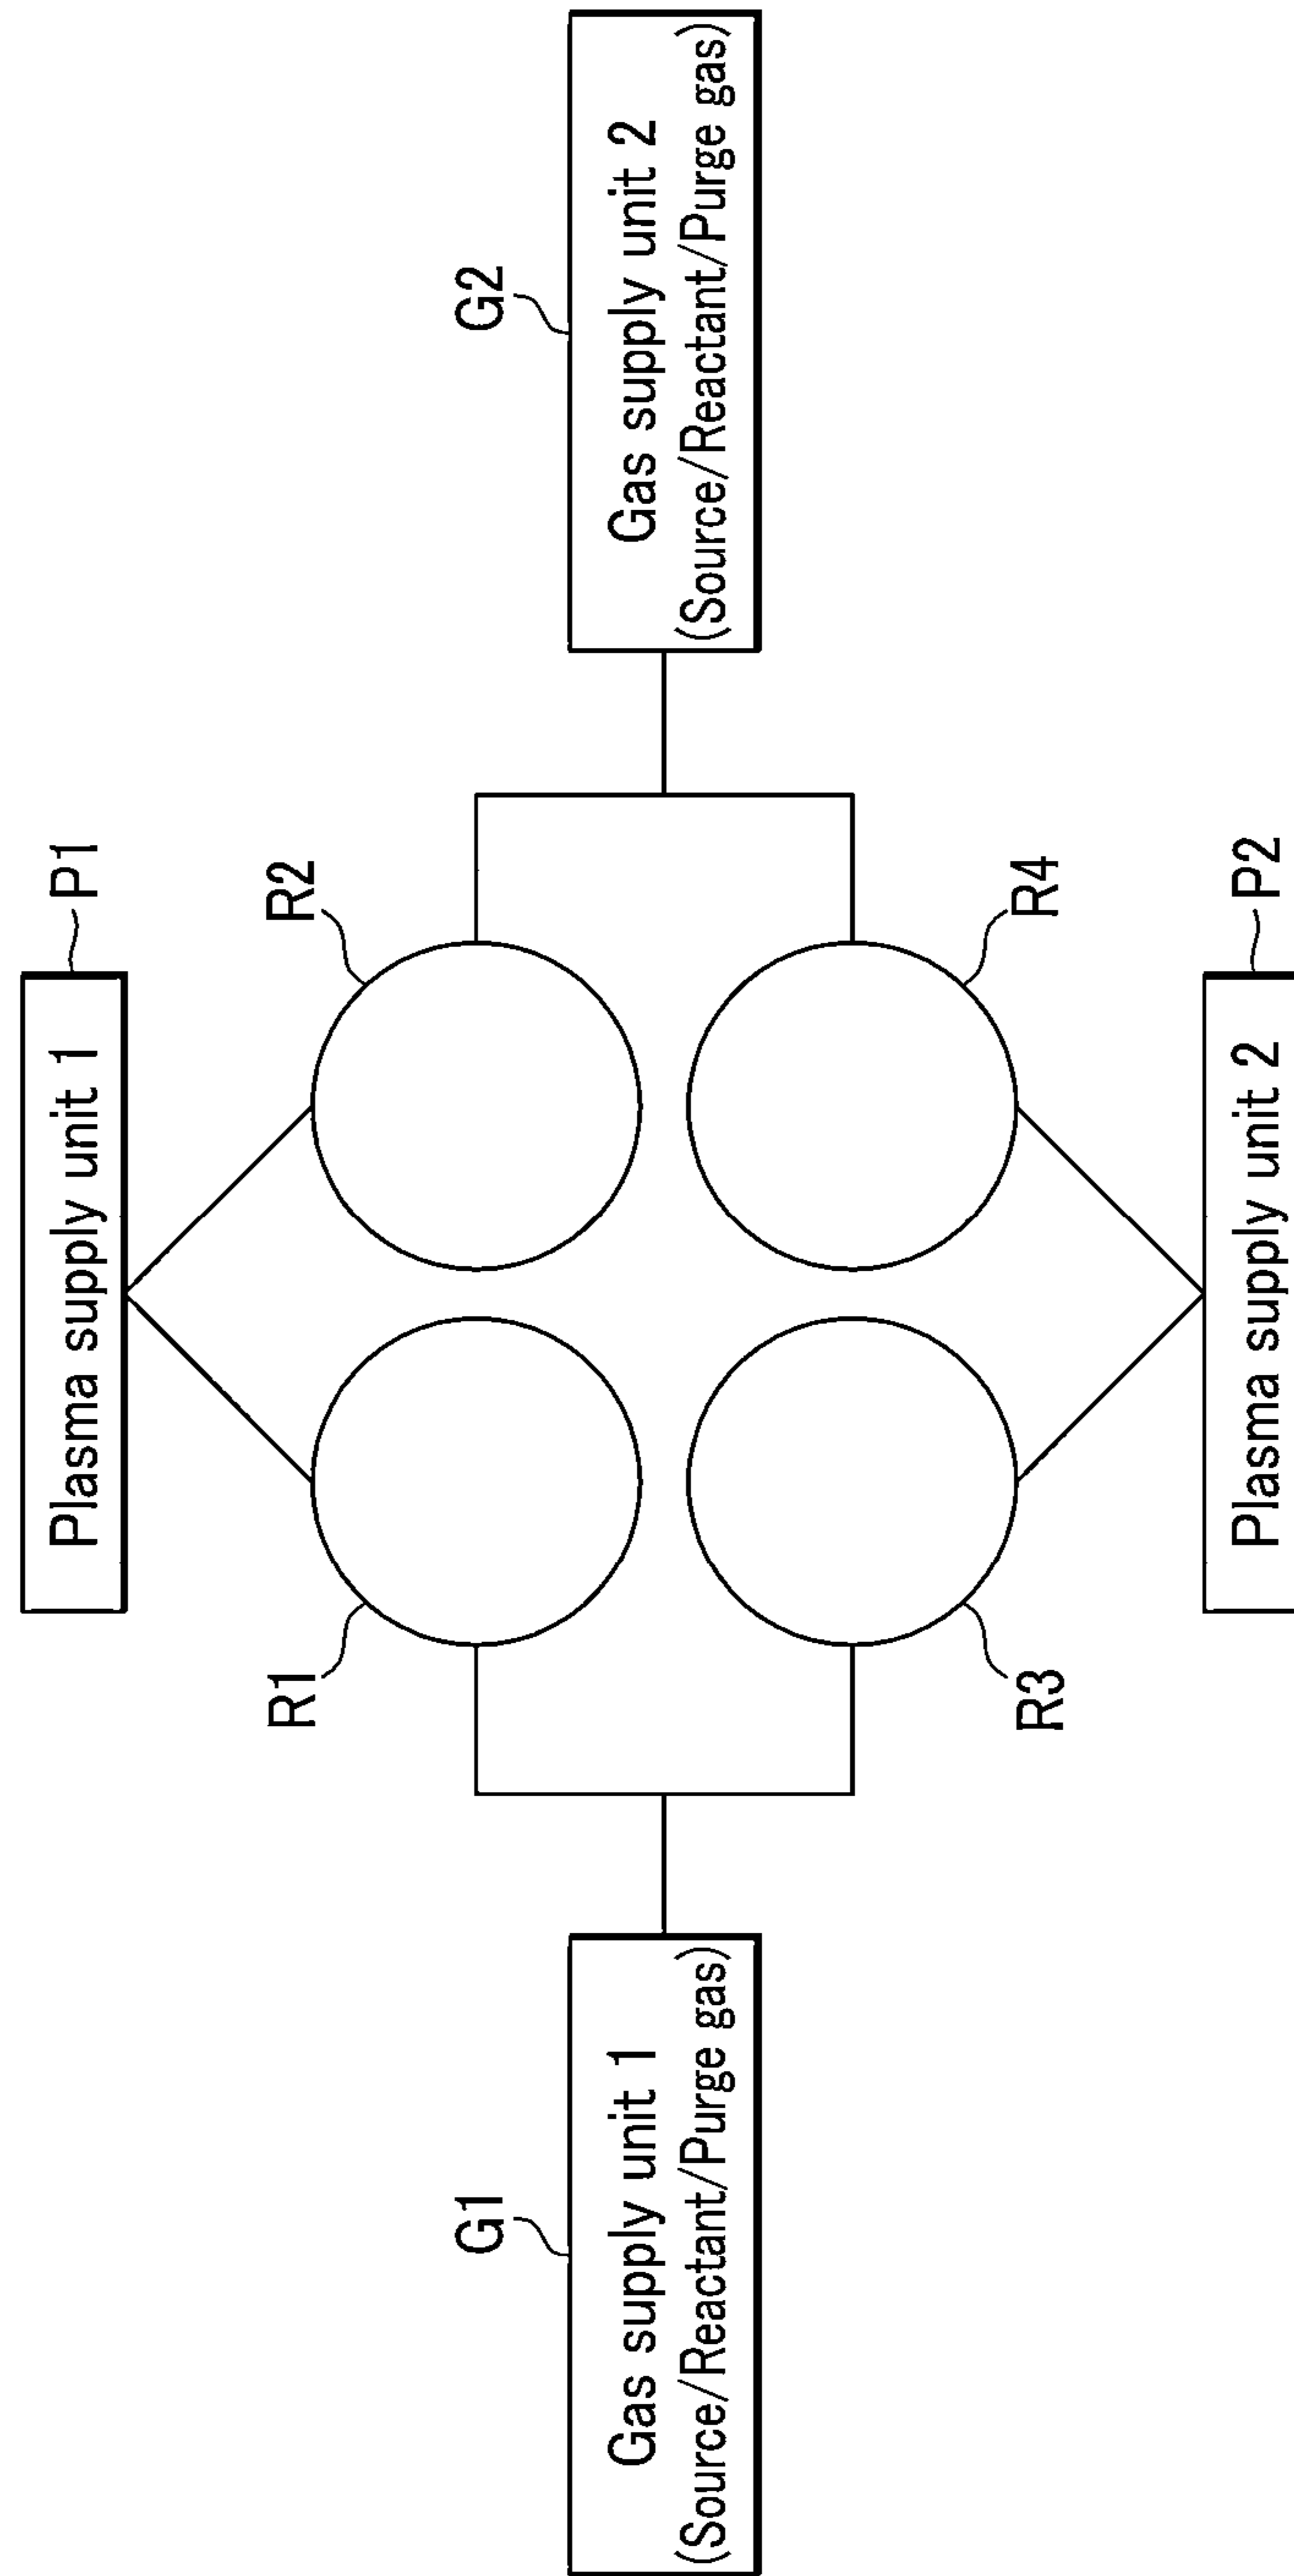 P1
Plasma supply unit 1
R1
R2
G1
G2
Gas supply unit 1
(Source/Reactant/Purge gas)
Gas supply unit 2
(Source/Reactant/Purge gas)
R3
R4
Plasma supply unit 2
P2